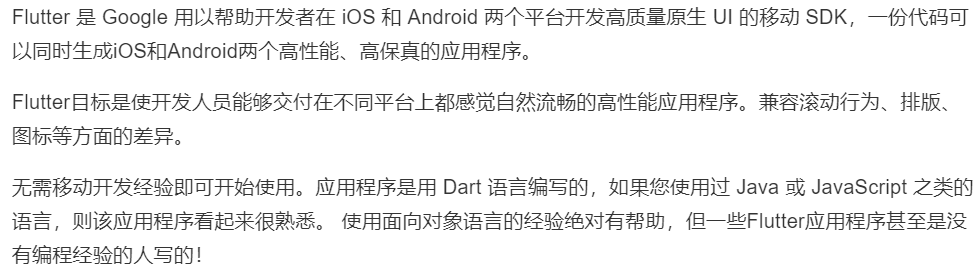 Flutter 是 Google 用以帮助开发者在 iOS 和 Android 两个平台开发高质量原生 UI 的移动 SDK，一份代码可
以同时生成iOS和Android两个高性能、高保真的应用程序。
Flutter目标是使开发人员能够交付在不同平台上都感觉自然流畅的高性能应用程序。兼容滚动行为、排版、
图标等方面的差异。
无需移动开发经验即可开始使用。应用程序是用 Dart 语言编写的，如果您使用过 Java 或 JavaScript 之类的
语言，则该应用程序看起来很熟悉。 使用面向对象语言的经验绝对有帮助，但一些Flutter应用程序甚至是没
有编程经验的人写的！